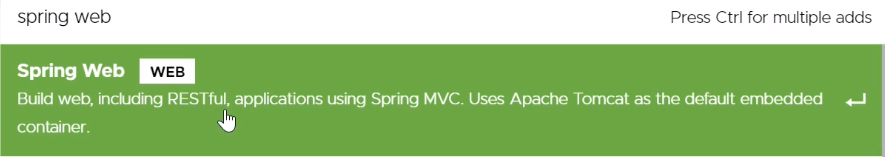 spring web
Press Ctrl for multiple adds
Spring Web WEB
Build web, including RESTful, applications using Spring MVC. Uses Apache Tomcat as the default embedded
container.